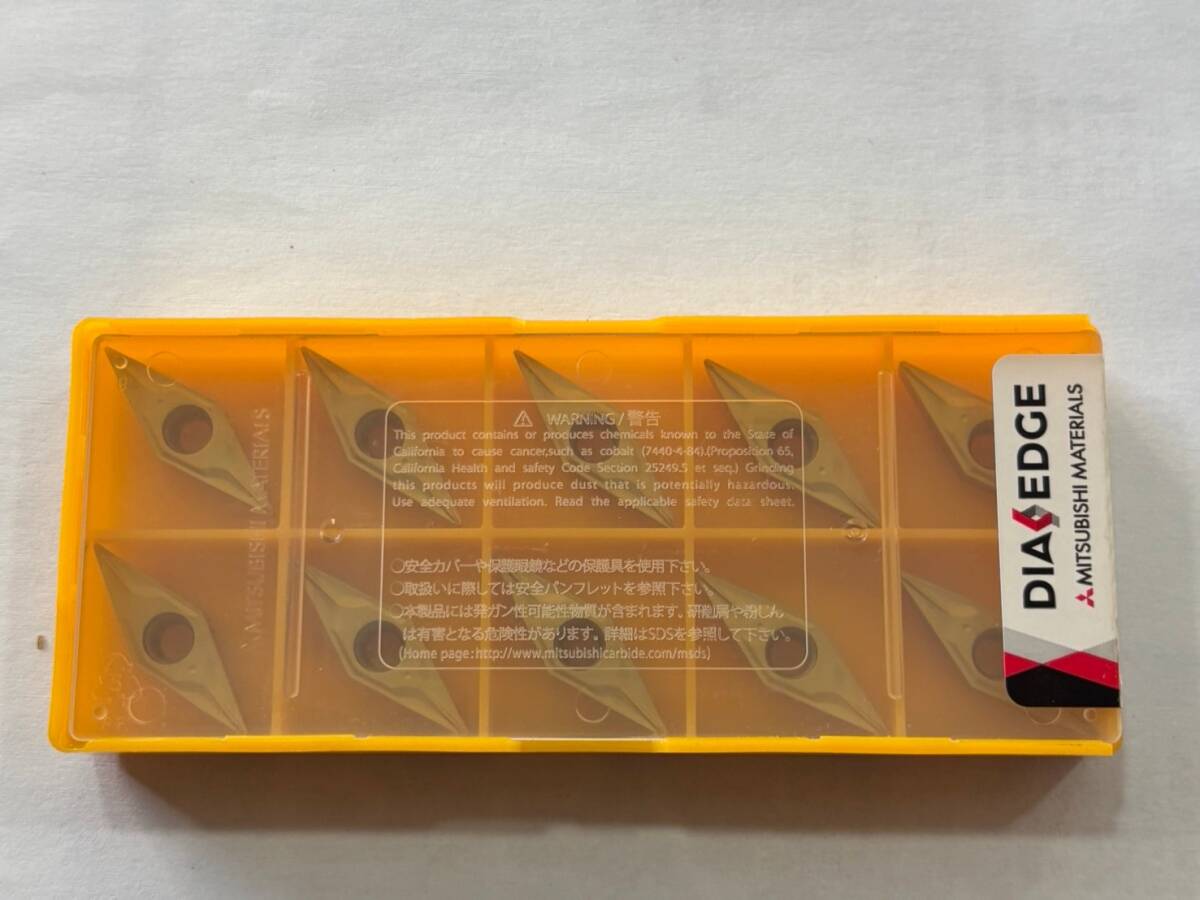 ⚠ WARNING / 警告
This product contains or produces chemicals known to the State of
California to cause cancer,such as cobalt (7440-4-84).(Proposition 65,
California Health and safety Code Section 25249.5 et seq.) Grinding
this products will produce dust that is potentially hazardous.
Use adequate ventilation. Read the applicable safety data sheet.
○安全カバーや保護眼鏡などの保護具を使用下さい。
○取扱いに際しては安全パンフレットを参照下さい。
○本製品には発ガン性可能性物質が含まれます。研削屑や粉じん
は有害となる危険性があります。詳細はSDSを参照して下さい。
(Home page:http://www.mitsubishicarbide.com/msds)
MITSUBISHI MATERIALS
DIAEDGE
MITSUBISHI MATERIALS